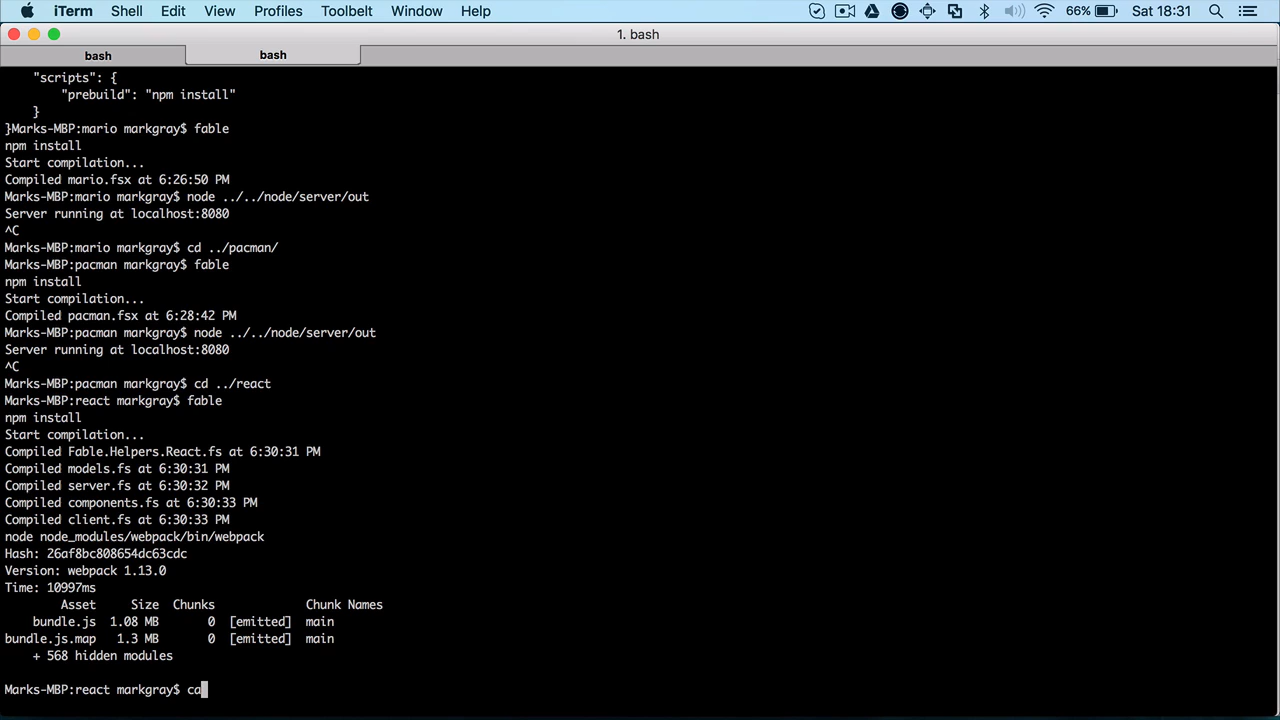 iTerm Shell Edit View Profiles Toolbelt Window Help 66% Sat 18:31
1. bash
bash bash
"scripts": {
"prebuild": "npm install"
}
}Marks-MBP:mario markgray$ fable
npm install
Start compilation...
Compiled mario.fsx at 6:26:50 PM
Marks-MBP:mario markgray$ node ../../node/server/out
Server running at localhost:8080
^C
Marks-MBP:mario markgray$ cd ../pacman/
Marks-MBP:pacman markgray$ fable
npm install
Start compilation...
Compiled pacman.fsx at 6:28:42 PM
Marks-MBP:pacman markgray$ node ../../node/server/out
Server running at localhost:8080
^C
Marks-MBP:pacman markgray$ cd ../react
Marks-MBP:react markgray$ fable
npm install
Start compilation...
Compiled Fable.Helpers.React.fs at 6:30:31 PM
Compiled models.fs at 6:30:31 PM
Compiled server.fs at 6:30:32 PM
Compiled components.fs at 6:30:33 PM
Compiled client.fs at 6:30:33 PM
node node_modules/webpack/bin/webpack
Hash: 26af8bc808654dc63cdc
Version: webpack 1.13.0
Time: 10997ms
Asset Size Chunks Chunk Names
bundle.js 1.08 MB 0 [emitted] main
bundle.js.map 1.3 MB 0 [emitted] main
+ 568 hidden modules
Marks-MBP:react markgray$ ca